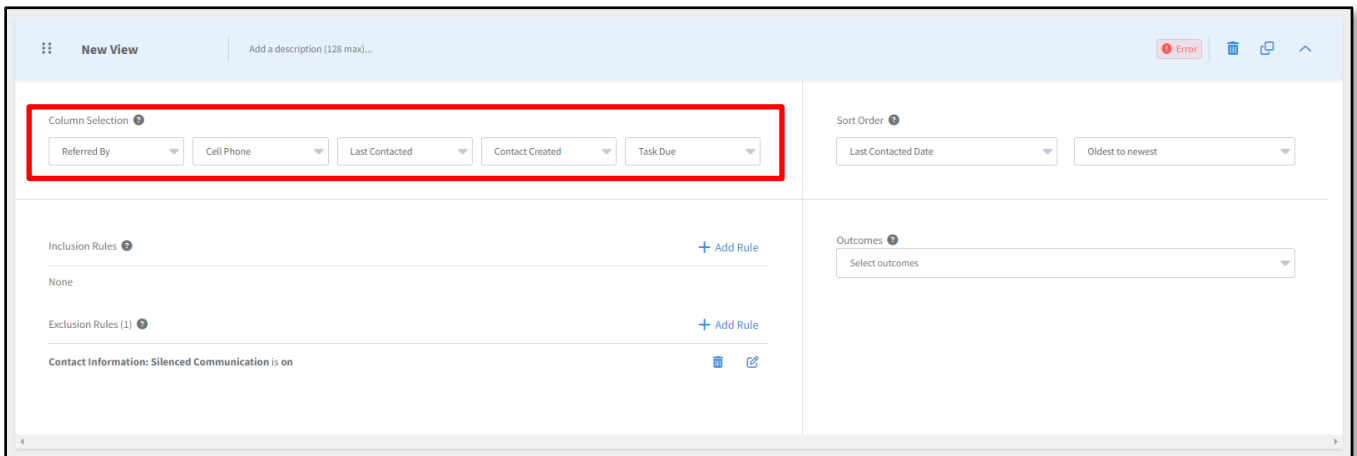 New View
Add a description (128 max)...
Error
Column Selection
Referred By
Cell Phone
Last Contacted
Contact Created
Task Due
Sort Order
Last Contacted Date
Oldest to newest
Inclusion Rules
+ Add Rule
None
Exclusion Rules (1)
+ Add Rule
Contact Information: Silenced Communication is on
Outcomes
Select outcomes